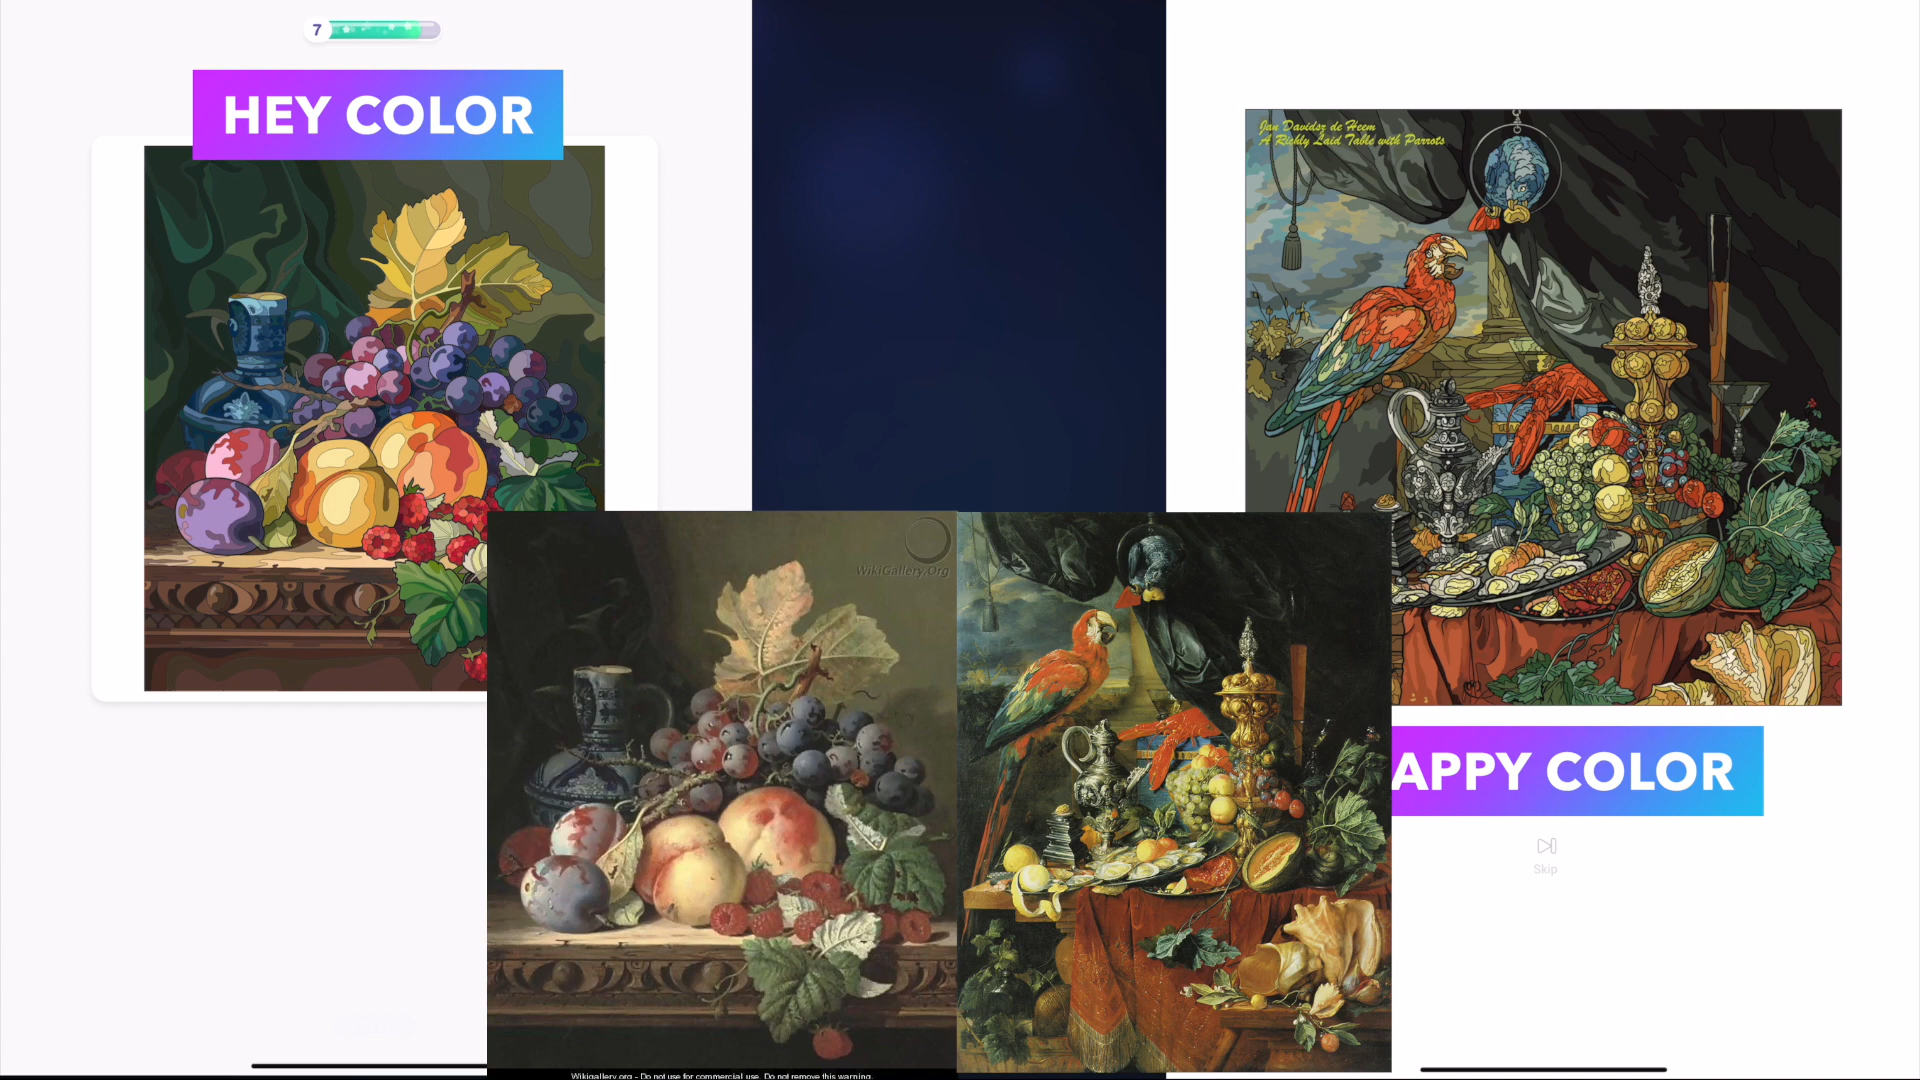 7
HEY COLOR
Jan Davidsz de Heem
A Richly Laid Table with Parrots
WikiGallery.Org
APPY COLOR
Skip
Wikigallery.org - Do not use for commercial use. Do not remove this warning.